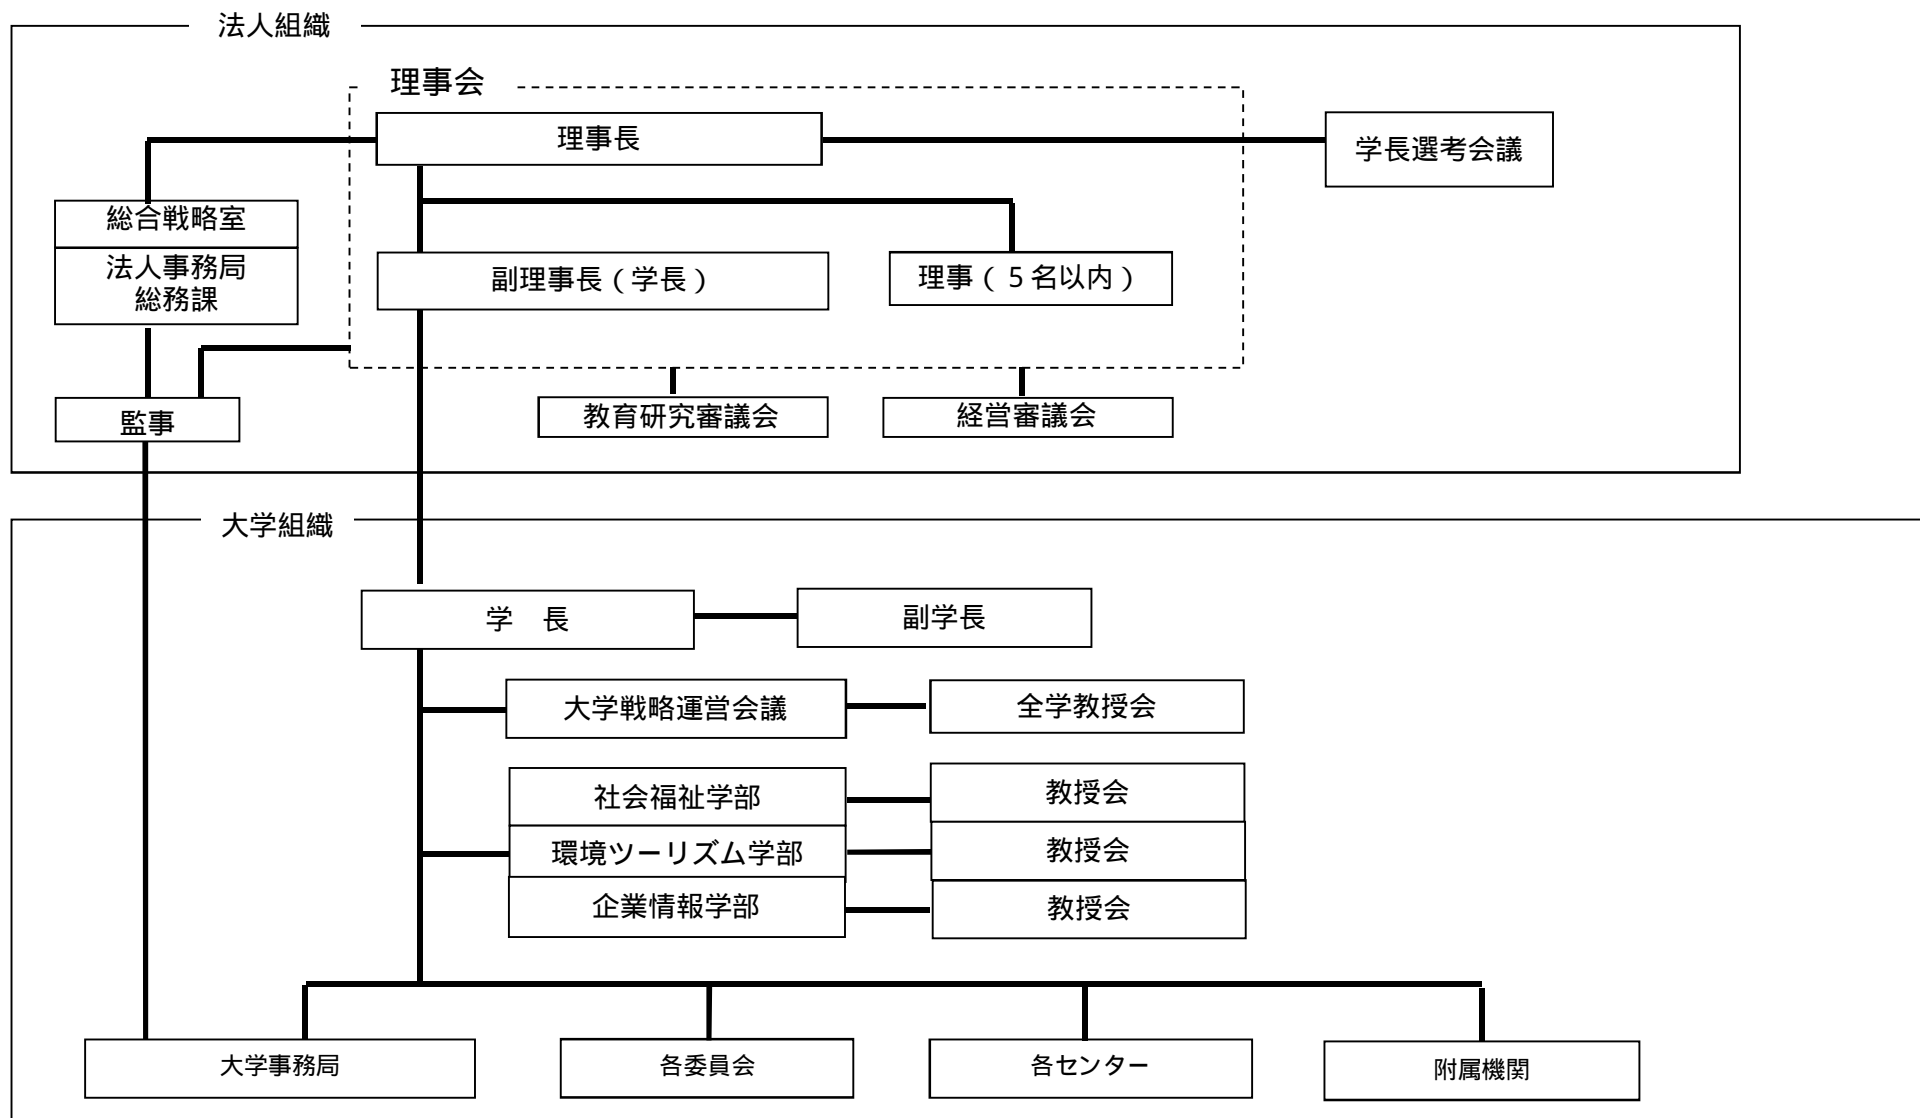 法人組織
理事会
理事長
学長選考会議
総合戦略室
法人事務局
総務課
副理事長(学長)
理事(5名以内)
監事
教育研究審議会
経営審議会
大学組織
学　長
副学長
大学戦略運営会議
全学教授会
社会福祉学部
教授会
環境ツーリズム学部
教授会
企業情報学部
教授会
大学事務局
各委員会
各センター
附属機関